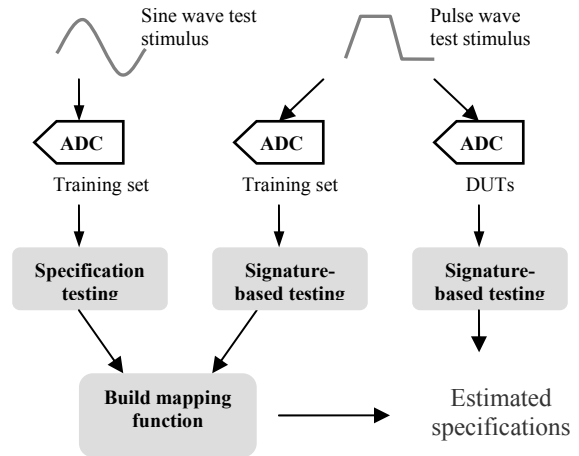 Sine wave test
stimulus
Pulse wave
test stimulus
ADC
ADC
ADC
Training set
Training set
DUTs
Specification
testing
Signature-
based testing
Signature-
based testing
Build mapping
function
Estimated
specifications